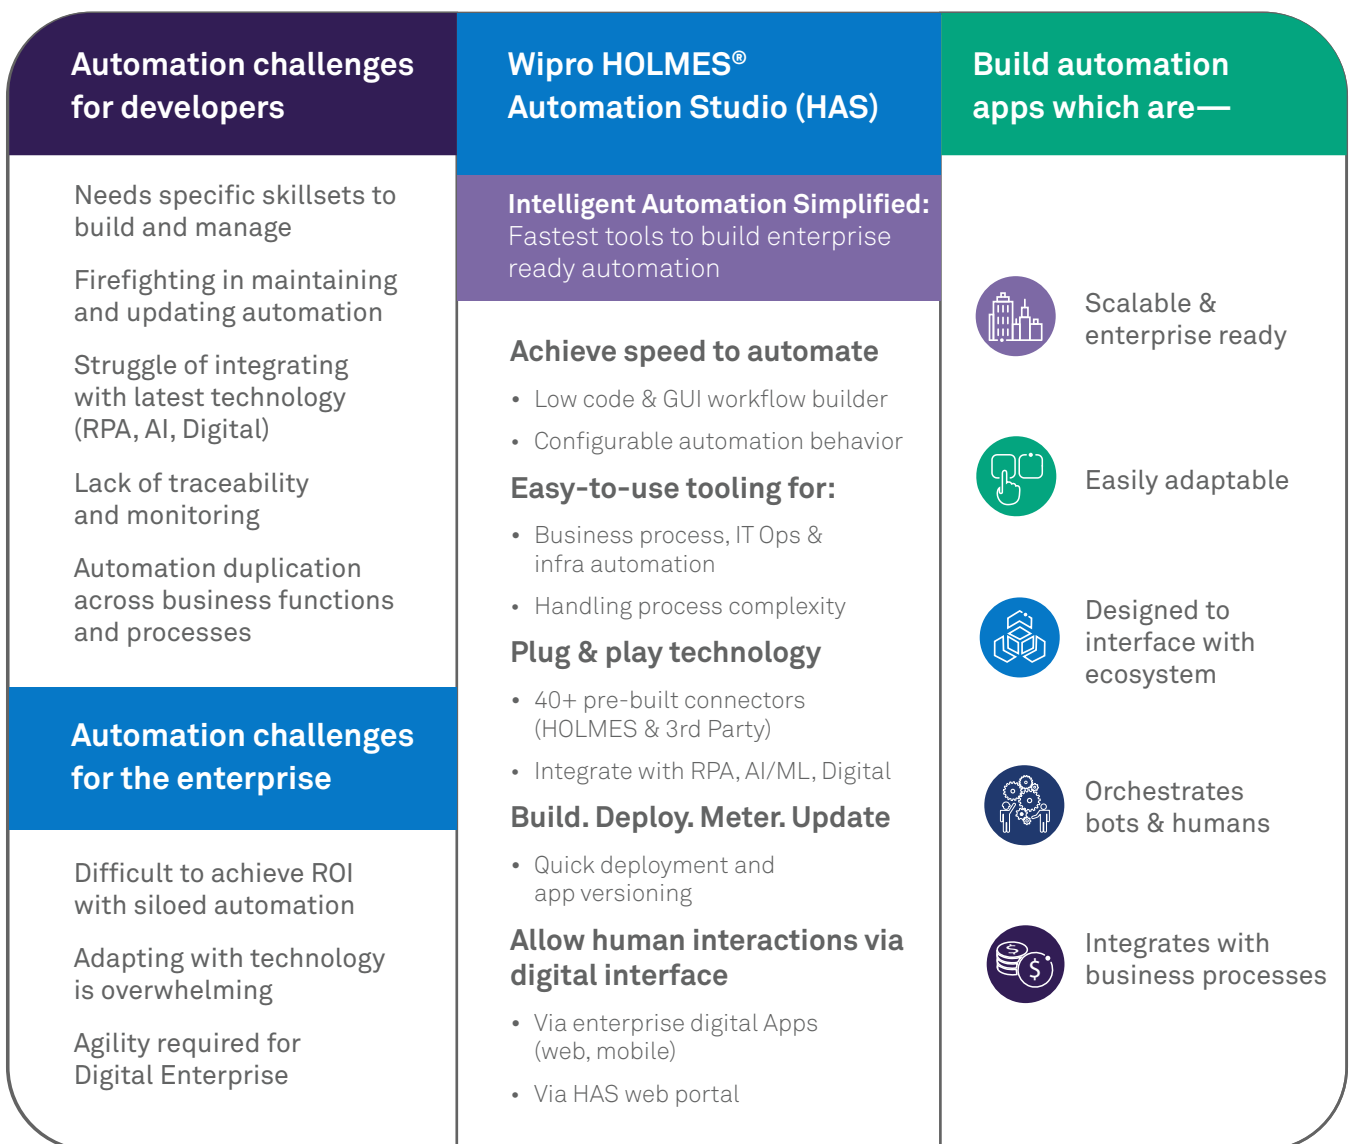 Automation challenges
for developers
Needs specific skillsets to
build and manage
Firefighting in maintaining
and updating automation
Struggle of integrating
with latest technology
(RPA, AI, Digital)
Lack of traceability
and monitoring
Automation duplication
across business functions
and processes
Automation challenges
for the enterprise
Difficult to achieve ROI
with siloed automation
Adapting with technology
is overwhelming
Agility required for
Digital Enterprise
Wipro HOLMES®
Automation Studio (HAS)
Intelligent Automation Simplified:
Fastest tools to build enterprise
ready automation
Achieve speed to automate
• Low code & GUI workflow builder
• Configurable automation behavior
Easy-to-use tooling for:
• Business process, IT Ops &
infra automation
• Handling process complexity
Plug & play technology
• 40+ pre-built connectors
(HOLMES & 3rd Party)
• Integrate with RPA, AI/ML, Digital
Build. Deploy. Meter. Update
• Quick deployment and
app versioning
Allow human interactions via
digital interface
• Via enterprise digital Apps
(web, mobile)
• Via HAS web portal
Build automation
apps which are—
Scalable &
enterprise ready
Easily adaptable
Designed to
interface with
ecosystem
Orchestrates
bots & humans
$
$
Integrates with
business processes